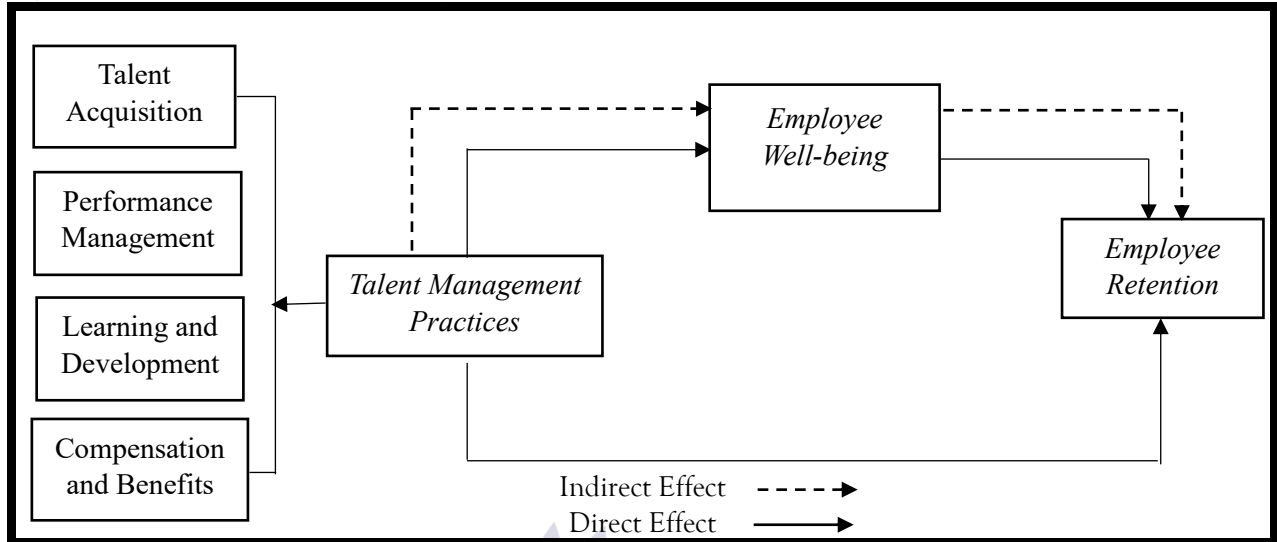 Talent
Acquisition
Performance
Management
Learning and
Development
Compensation
and Benefits
Talent Management
Practices
Employee
Well-being
Employee
Retention
Indirect Effect
Direct Effect